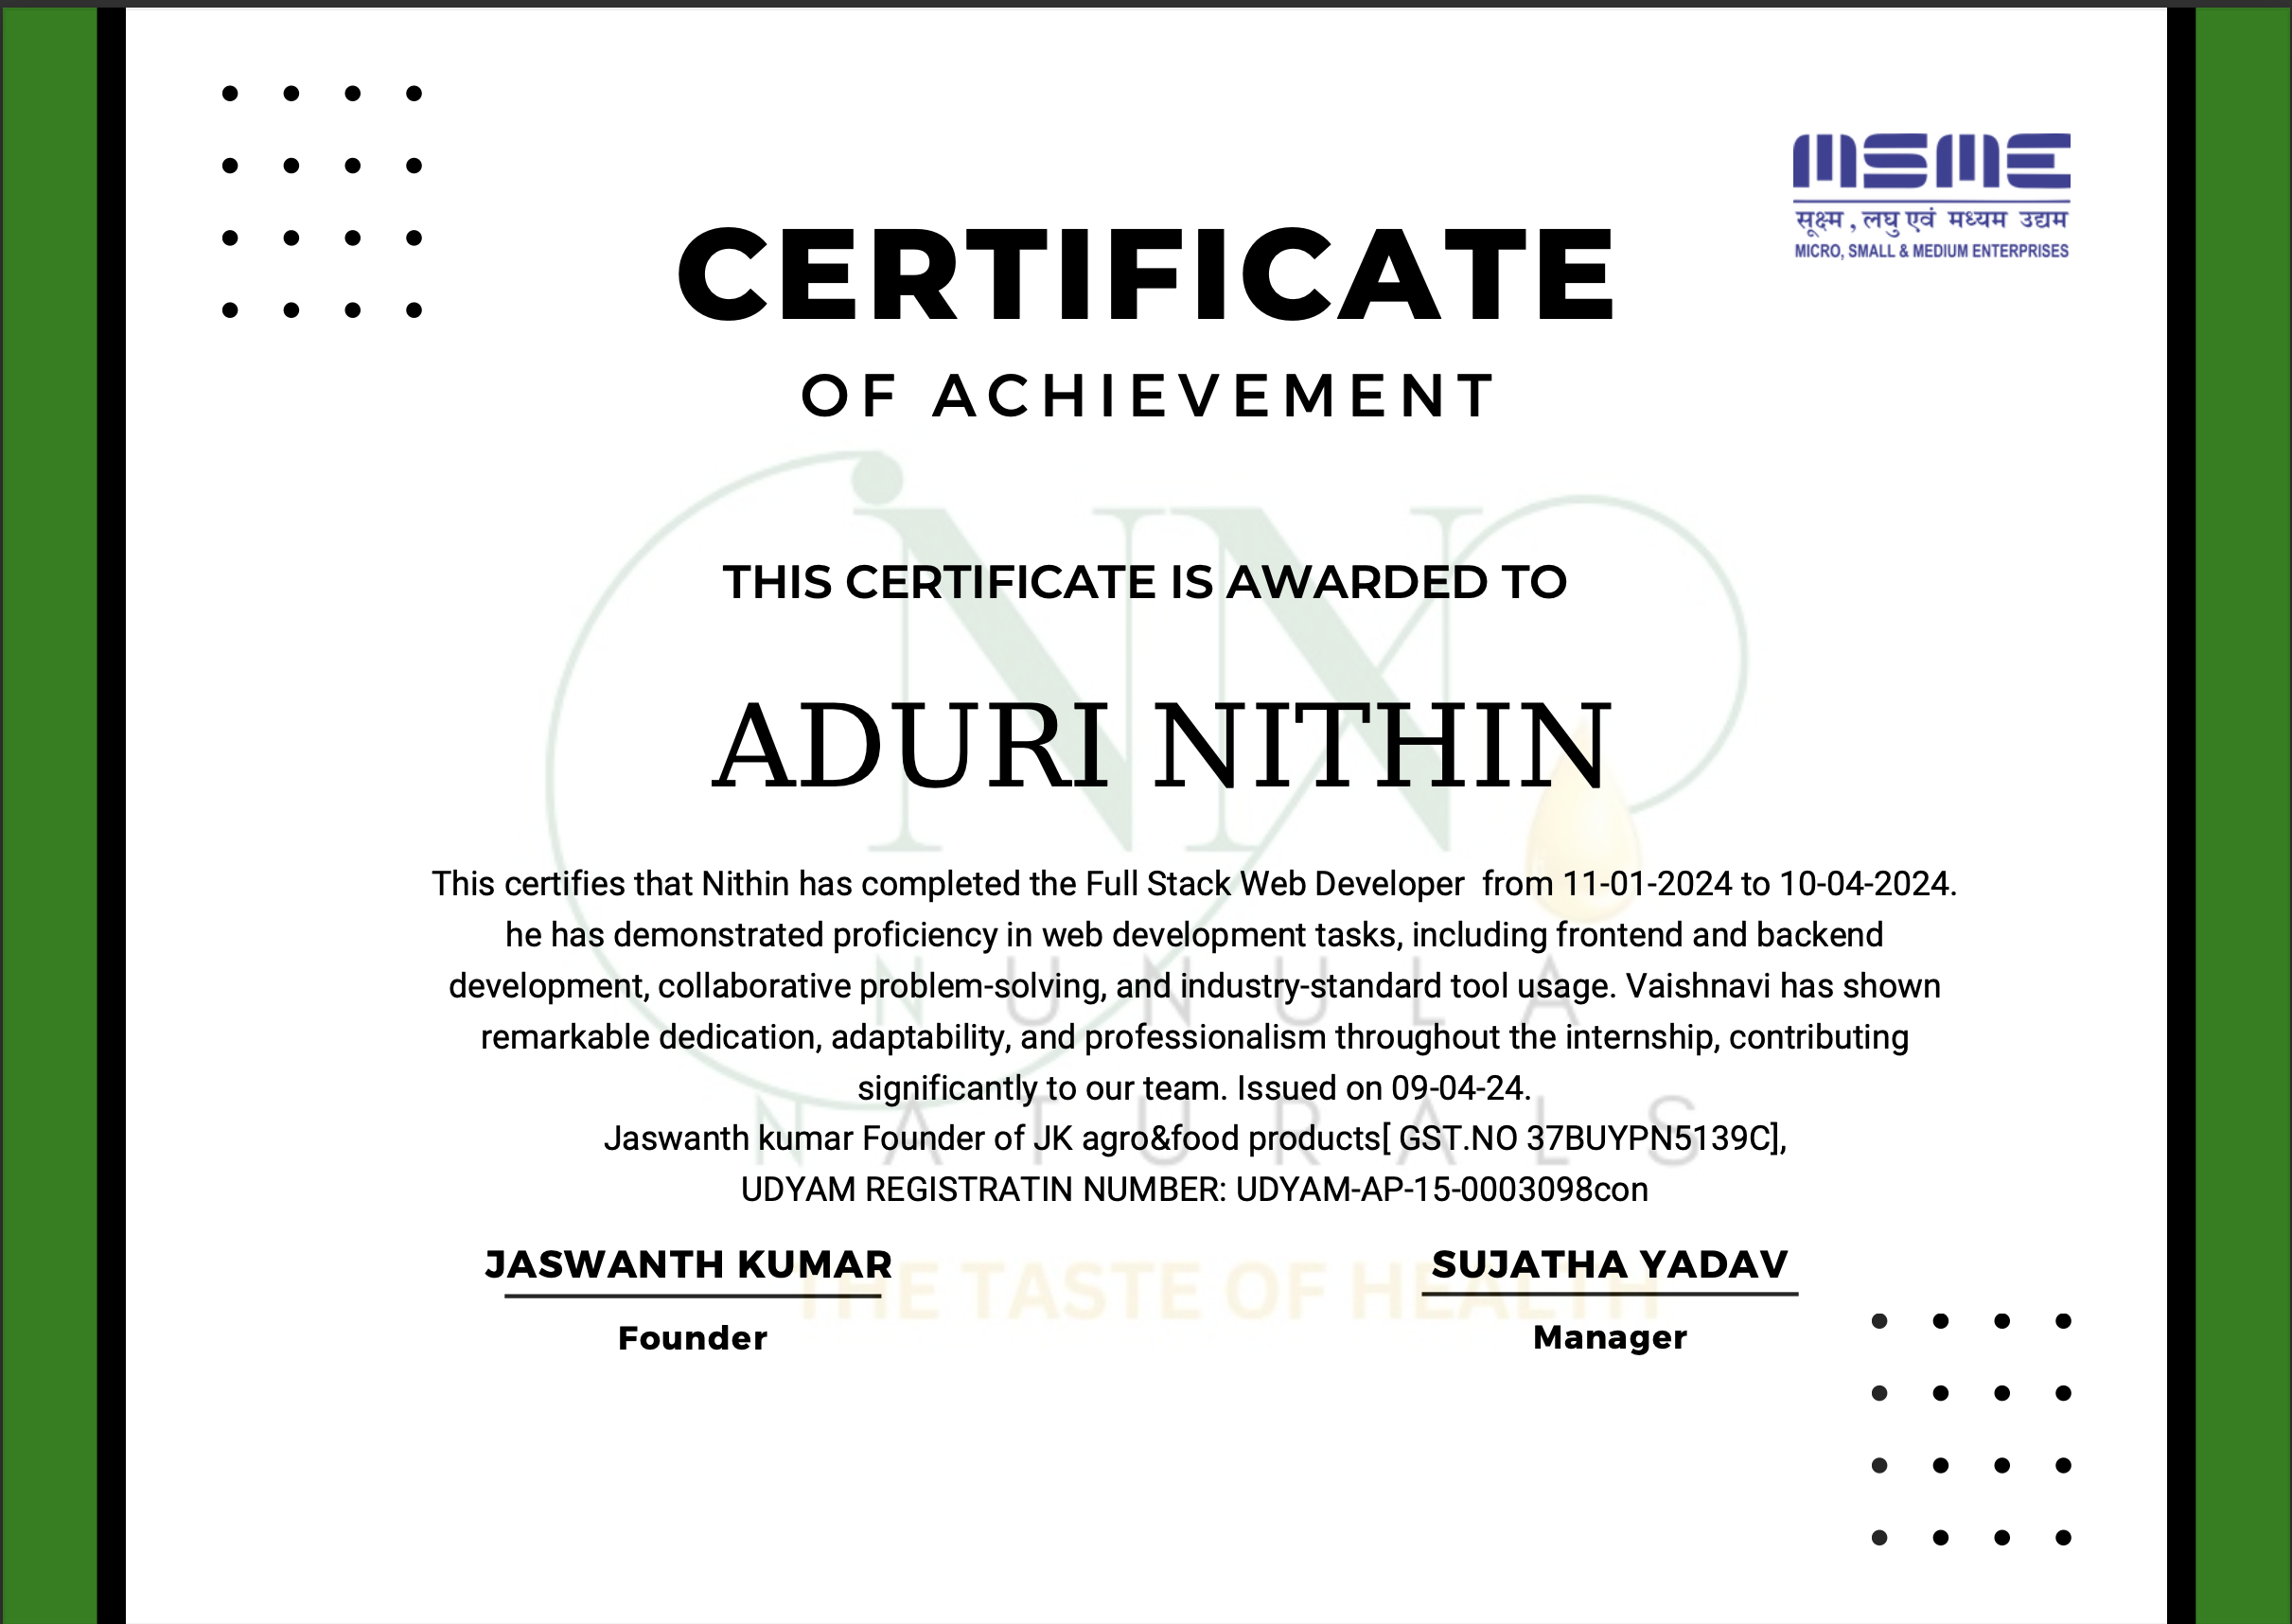 MSME
सूक्ष्म , लघु एवं मध्यम उद्यम
MICRO, SMALL & MEDIUM ENTERPRISES
CERTIFICATE
OF ACHIEVEMENT
THIS CERTIFICATE IS AWARDED TO
ADURI NITHIN
This certifies that Nithin has completed the Full Stack Web Developer  from 11-01-2024 to 10-04-2024.
he has demonstrated proficiency in web development tasks, including frontend and backend
development, collaborative problem-solving, and industry-standard tool usage. Vaishnavi has shown
remarkable dedication, adaptability, and professionalism throughout the internship, contributing
significantly to our team. Issued on 09-04-24.
Jaswanth kumar Founder of JK agro&food products[ GST.NO 37BUYPN5139C],
UDYAM REGISTRATIN NUMBER: UDYAM-AP-15-0003098con
JASWANTH KUMAR
Founder
SUJATHA YADAV
Manager
NN
NUNULA
NATURALS
THE TASTE OF HEALTH